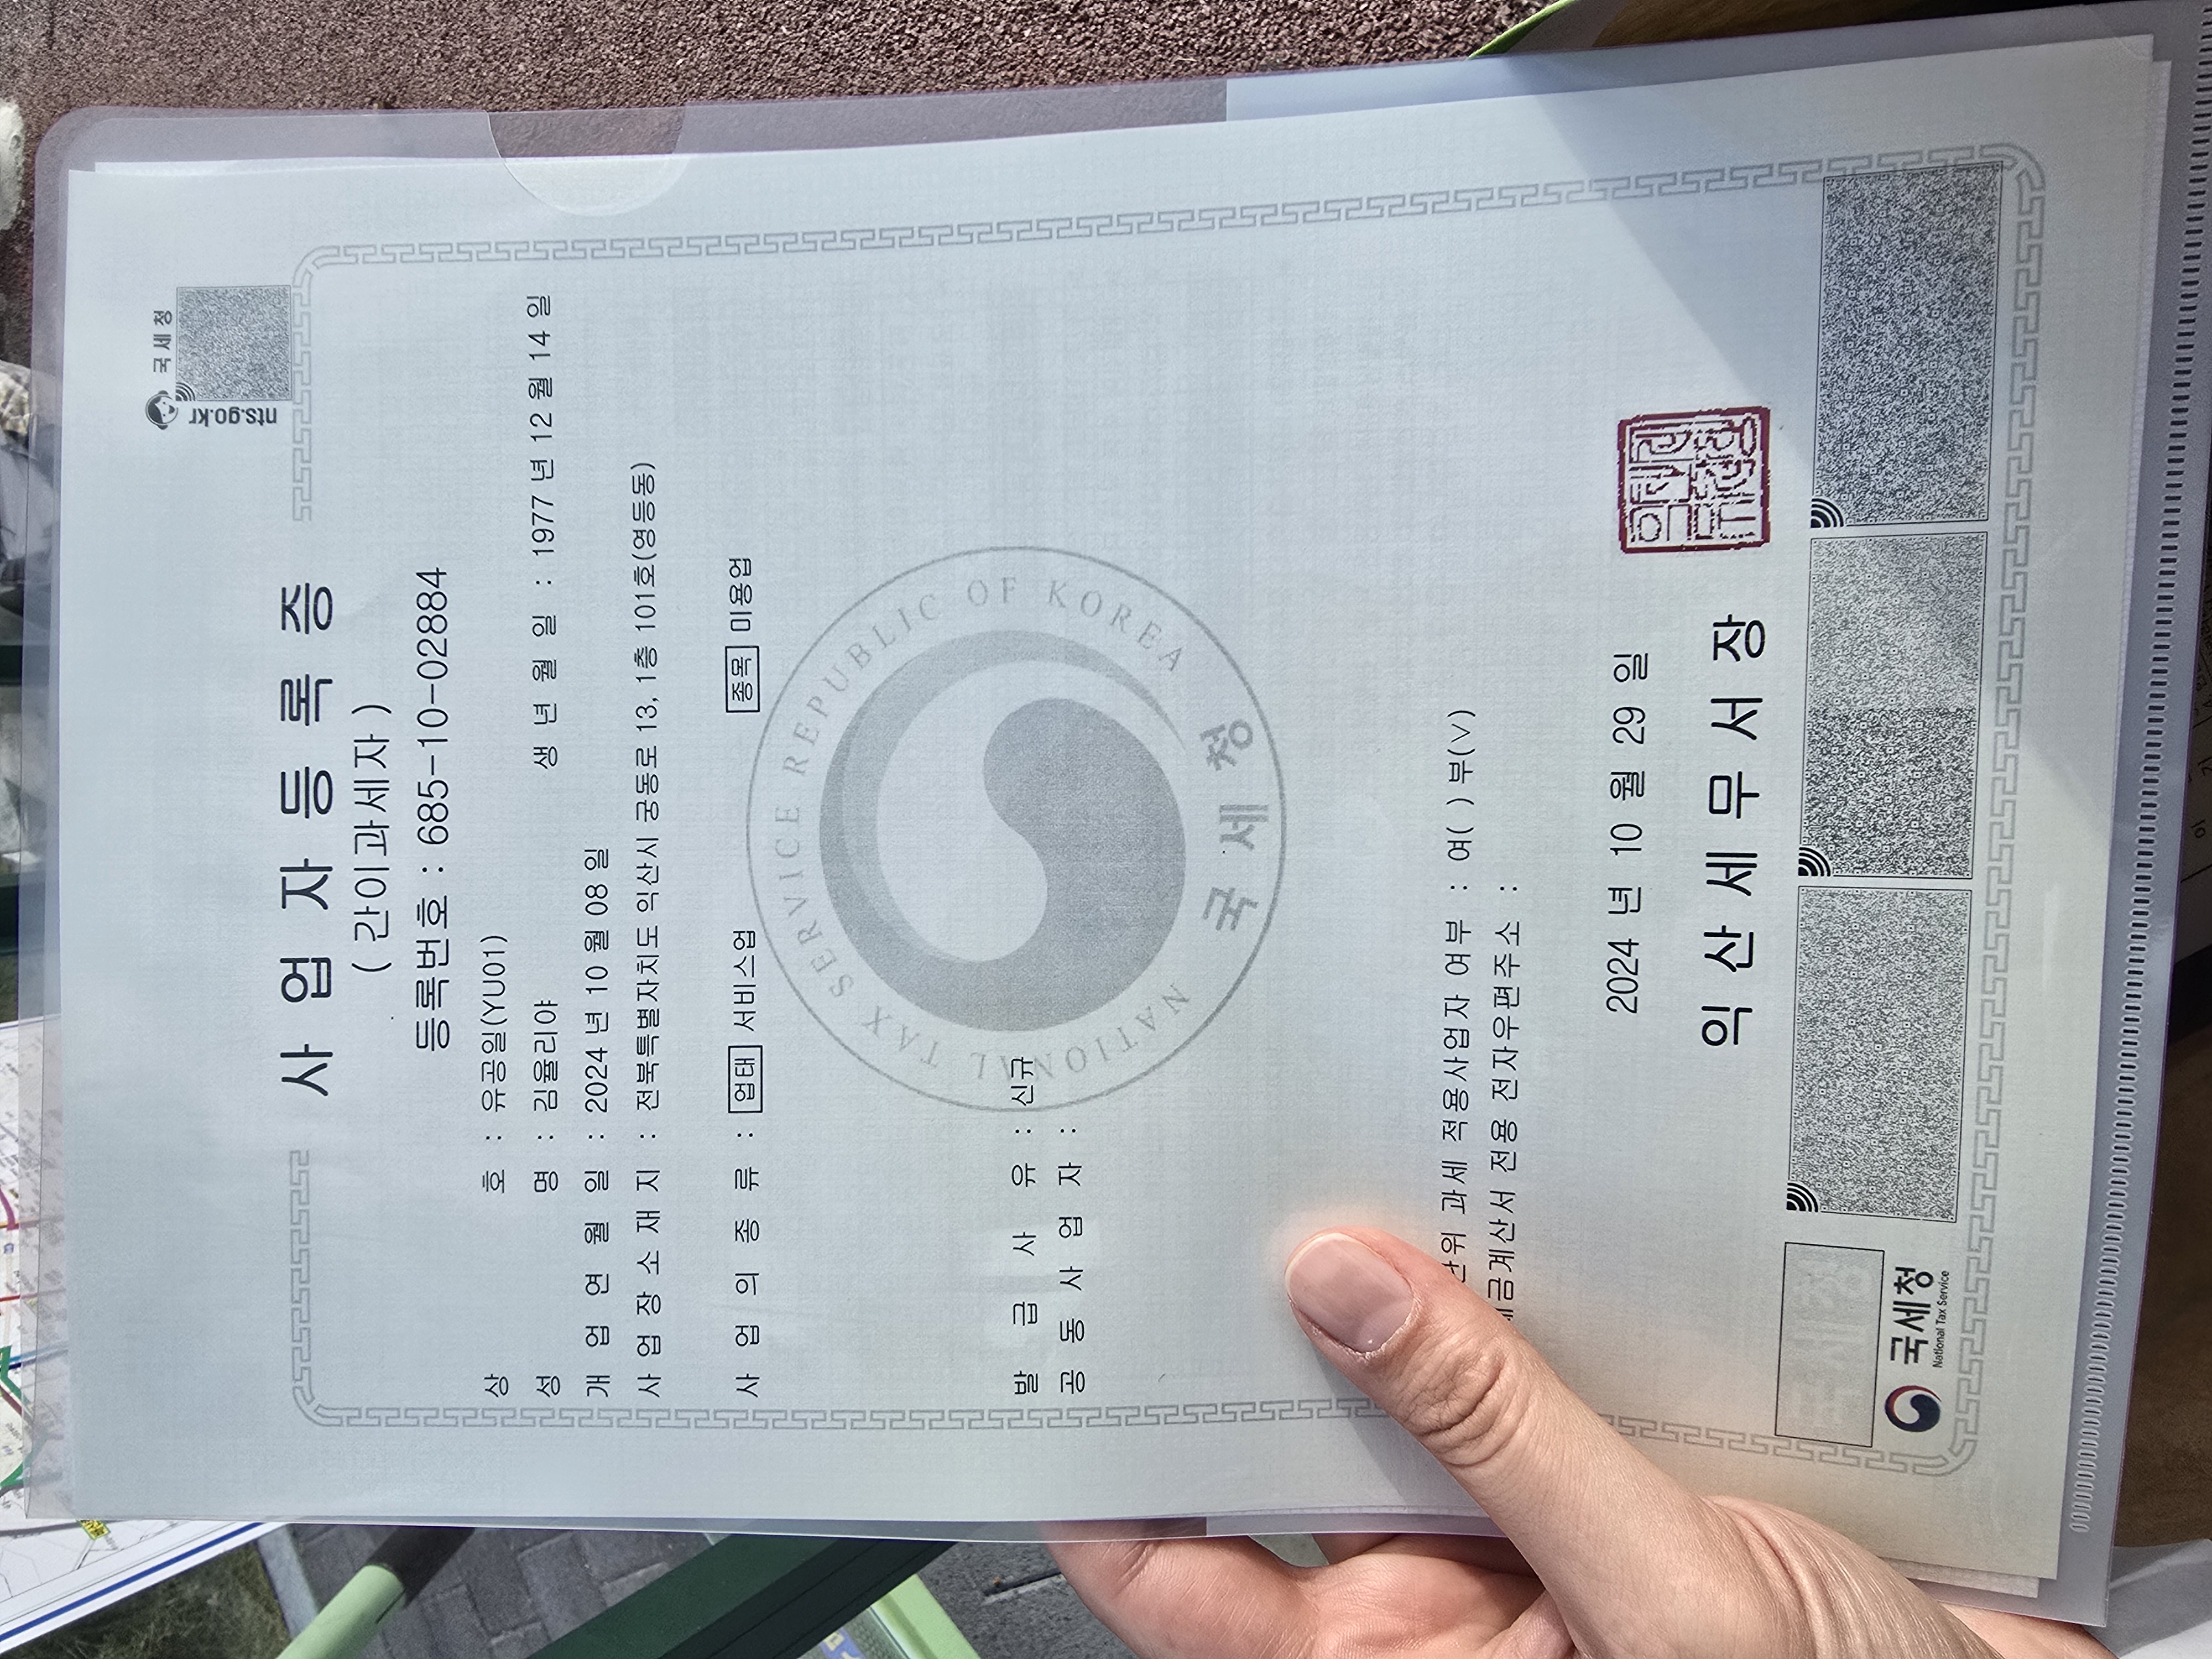 국세청
nts.go.kr
사업자등록증
( 간이과세자 )
등록번호 : 685-10-02884
상 호 : 유공일(YU01)
성 명 : 김율리야 생 년 월 일 : 1977 년 12 월 14 일
개 업 연 월 일 : 2024 년 10 월 08 일
사 업 장 소 재 지 : 전북특별자치도 익산시 궁동로 13, 1층 101호(영등동)
사 업 의 종 류 : 업태 서비스업 종목 미용업
NATIONAL TAX SERVICE REPUBLIC OF KOREA
국세청
발 급 사 유 : 신규
공 동 사 업 자 :
단위 과세 적용사업자 여부 : 여( ) 부(∨)
세금계산서 전용 전자우편주소 :
2024 년 10 월 29 일
익 산 세 무 서 장
국세청
National Tax Service